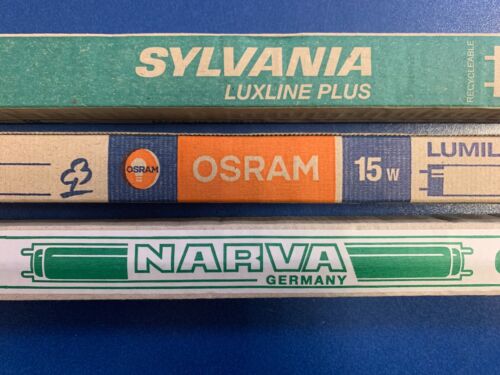 SYLVANIA
LUXLINE PLUS
RECYCLEABLE
OSRAM
OSRAM
15 W
LUMIL
NARVA
GERMANY